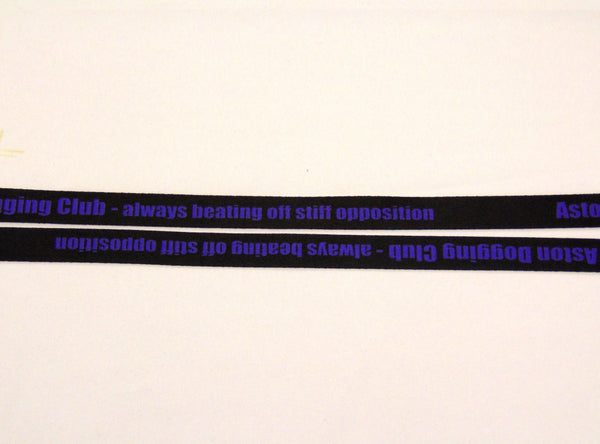 gging Club - always beating off stiff opposition Asto
Aston Dogging Club - always beating off stiff opposition